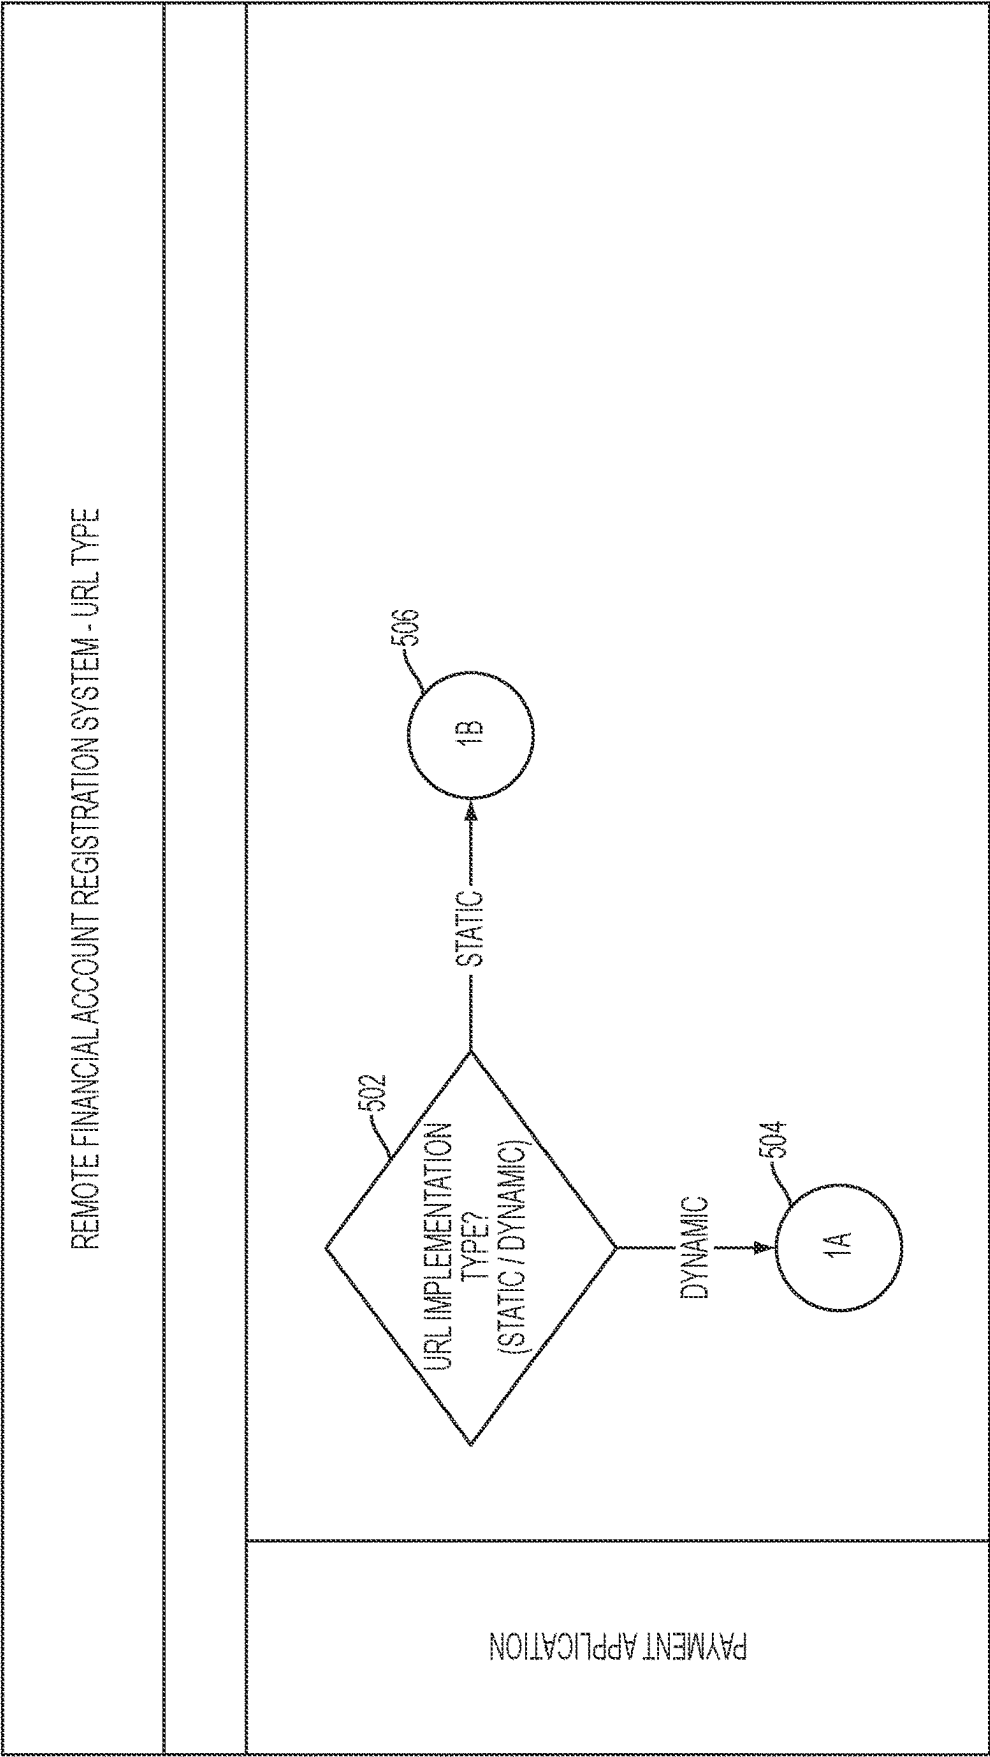 REMOTE FINANCIAL ACCOUNT REGISTRATION SYSTEM - URL TYPE
PAYMENT APPLICATION
502
URL IMPLEMENTATION
TYPE?
(STATIC / DYNAMIC)
STATIC
506
1B
DYNAMIC
504
1A